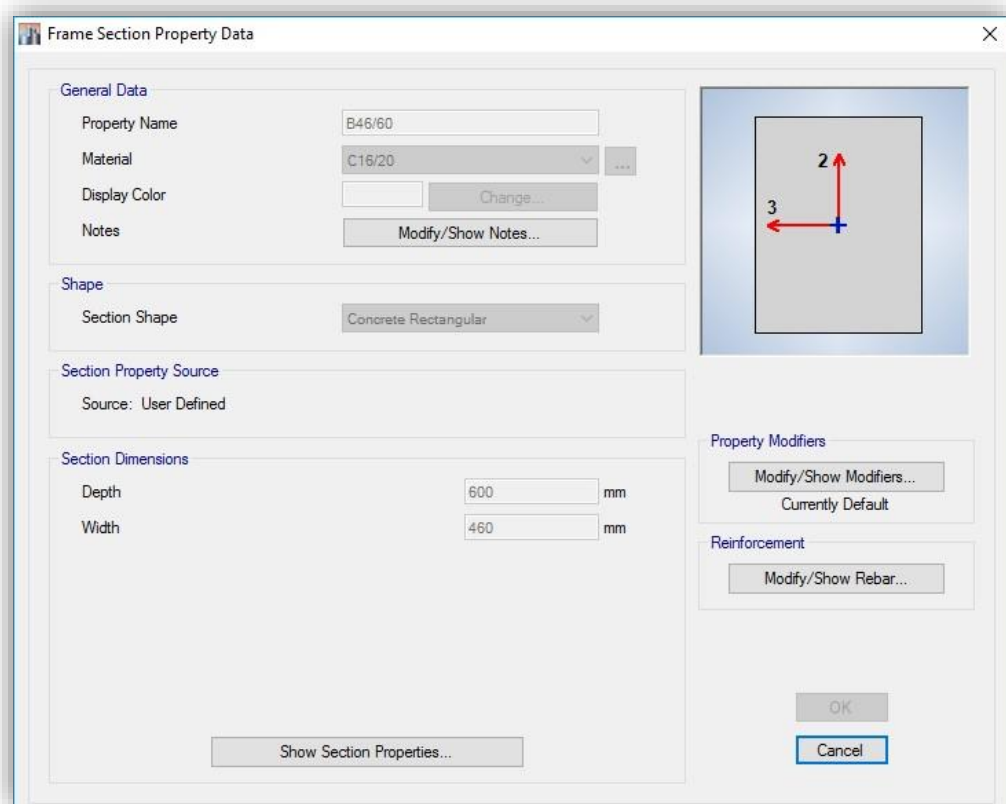 Frame Section Property Data
General Data
Property Name B46/60
Material C16/20 ...
Display Color Change...
Notes Modify/Show Notes...
Shape
Section Shape Concrete Rectangular
Section Property Source
Source: User Defined
Section Dimensions
Depth 600 mm
Width 460 mm
Show Section Properties...
2
3
Property Modifiers
Modify/Show Modifiers...
Currently Default
Reinforcement
Modify/Show Rebar...
OK
Cancel